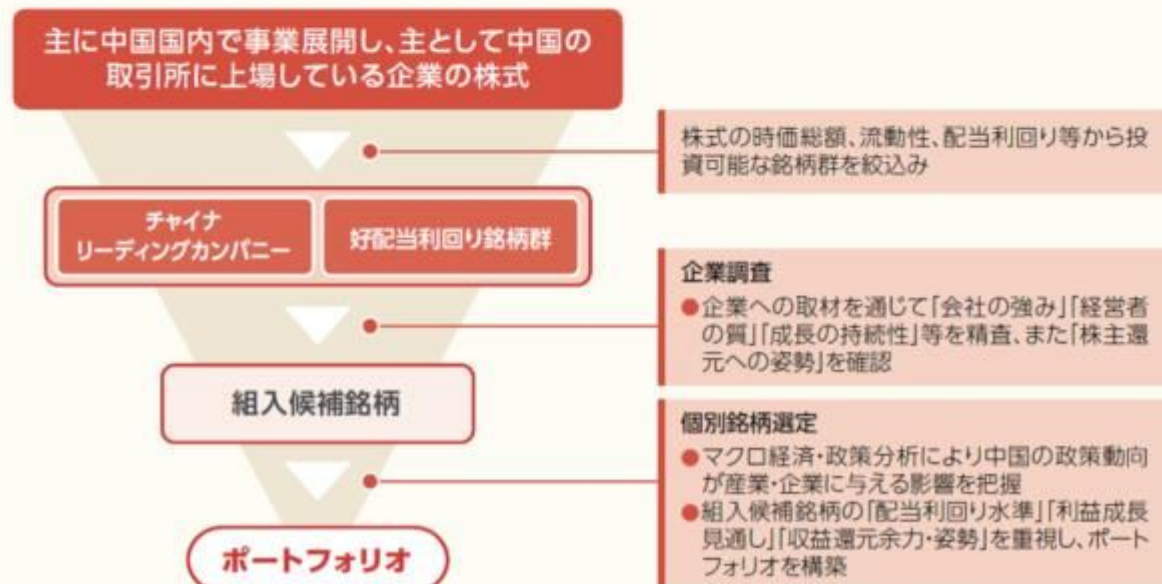 主に中国国内で事業展開し、主として中国の
取引所に上場している企業の株式
株式の時価総額、流動性、配当利回り等から投
資可能な銘柄群を絞込み
チャイナ
リーディングカンパニー
好配当利回り銘柄群
企業調査
●企業への取材を通じて「会社の強み」「経営者
の質」「成長の持続性」等を精査、また「株主還
元への姿勢」を確認
組入候補銘柄
個別銘柄選定
●マクロ経済・政策分析により中国の政策動向
が産業・企業に与える影響を把握
●組入候補銘柄の「配当利回り水準」「利益成長
見通し」「収益還元余力・姿勢」を重視し、ポート
フォリオを構築
ポートフォリオ